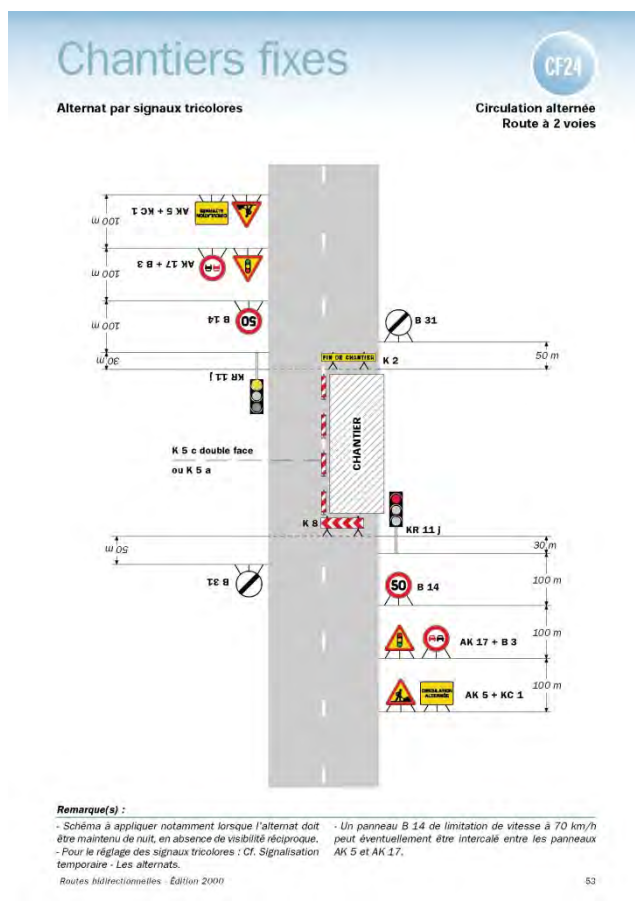 Chantiers fixes
CF24
Alternat par signaux tricolores
Circulation alternée
Route à 2 voies
AK 5 + KC 1
CIRCULATION
ALTERNÉE
100 m
AK 17 + B 3
100 m
B 14
50
100 m
B 31
30 m
FIN DE CHANTIER
K 2
50 m
KR 11 j
CHANTIER
K 5 c double face
ou K 5 a
K 8
KR 11 j
50 m
30 m
B 31
50
B 14
100 m
AK 17 + B 3
100 m
CIRCULATION
ALTERNÉE
AK 5 + KC 1
100 m
Remarque(s) :
- Schéma à appliquer notamment lorsque l'alternat doit
être maintenu de nuit, en absence de visibilité réciproque.
- Pour le réglage des signaux tricolores : Cf. Signalisation
temporaire - Les alternats.
- Un panneau B 14 de limitation de vitesse à 70 km/h
peut éventuellement être intercalé entre les panneaux
AK 5 et AK 17.
Routes bidirectionnelles - Édition 2000
53